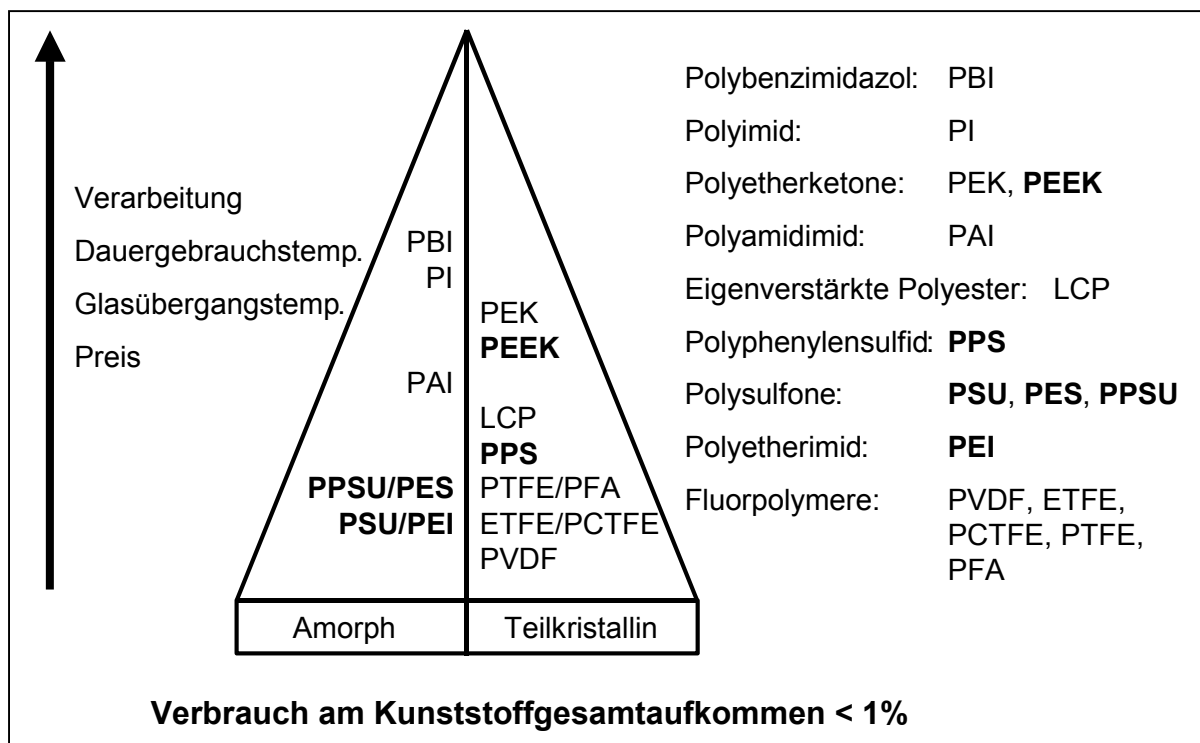 Verarbeitung
Dauergebrauchstemp.
Glasübergangstemp.
Preis
PBI
PI
PEK
PEEK
PAI
LCP
PPS
PPSU/PES PTFE/PFA
PSU/PEI ETFE/PCTFE
PVDF
Amorph Teilkristallin
Polybenzimidazol: PBI
Polyimid: PI
Polyetherketone: PEK, PEEK
Polyamidimid: PAI
Eigenverstärkte Polyester: LCP
Polyphenylensulfid: PPS
Polysulfone: PSU, PES, PPSU
Polyetherimid: PEI
Fluorpolymere: PVDF, ETFE,
PCTFE, PTFE,
PFA
Verbrauch am Kunststoffgesamtaufkommen < 1%